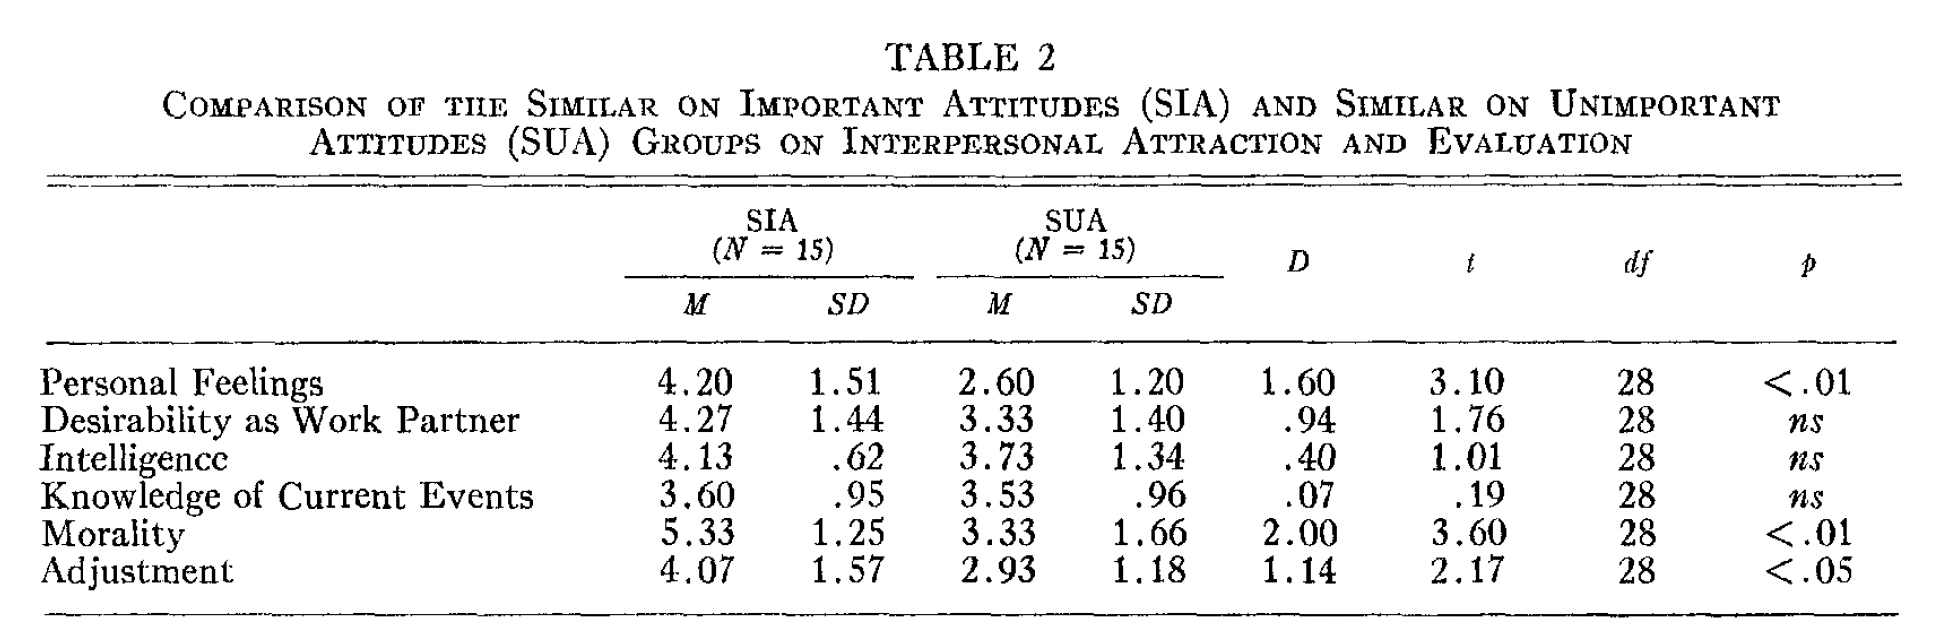 TABLE 2
COMPARISON OF THE SIMILAR ON IMPORTANT ATTITUDES (SIA) AND SIMILAR ON UNIMPORTANT
ATTITUDES (SUA) GROUPS ON INTERPERSONAL ATTRACTION AND EVALUATION
SIA (N = 15) SUA (N = 15) D t df p
M SD M SD
Personal Feelings 4.20 1.51 2.60 1.20 1.60 3.10 28 <.01
Desirability as Work Partner 4.27 1.44 3.33 1.40 .94 1.76 28 ns
Intelligence 4.13 .62 3.73 1.34 .40 1.01 28 ns
Knowledge of Current Events 3.60 .95 3.53 .96 .07 .19 28 ns
Morality 5.33 1.25 3.33 1.66 2.00 3.60 28 <.01
Adjustment 4.07 1.57 2.93 1.18 1.14 2.17 28 <.05